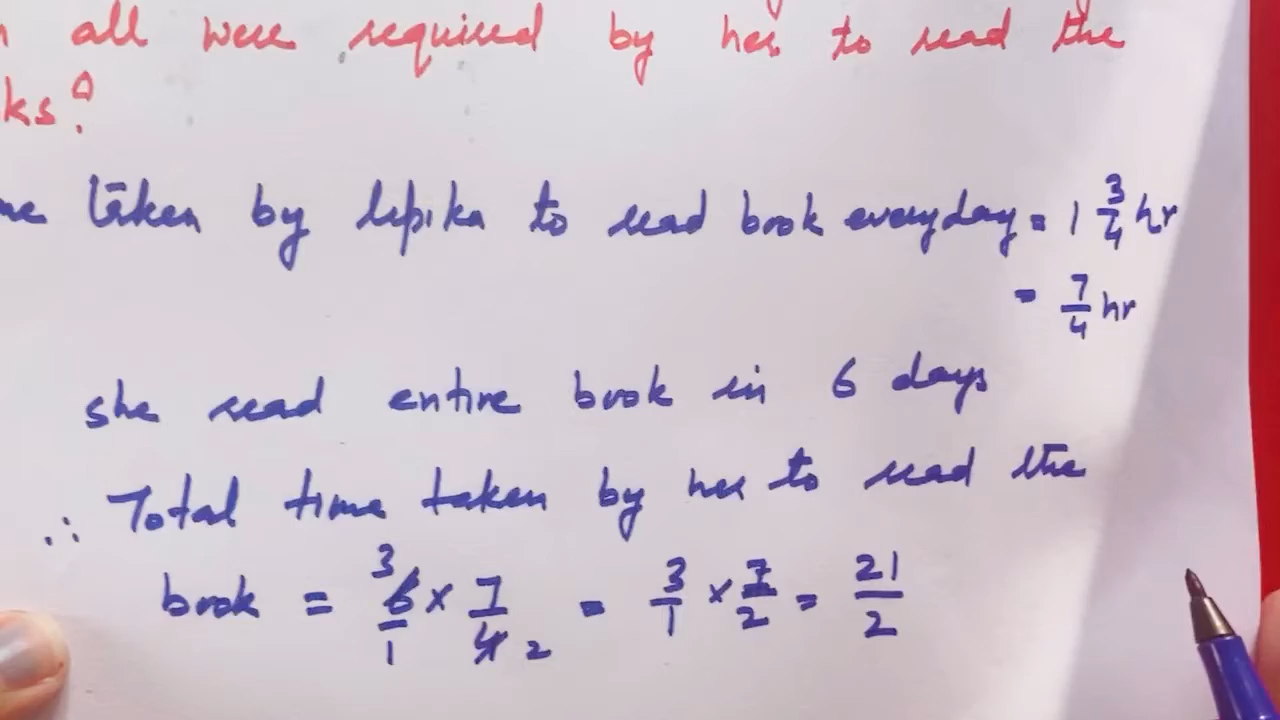 all were required by her to read the
ks?
me taken by lipika to read book everyday = 1 3/4 hr
= 7/4 hr
she read entire book in 6 days
∴ Total time taken by her to read the
book = 3 6/1 × 7/4 2 = 3/1 × 7/2 = 21/2